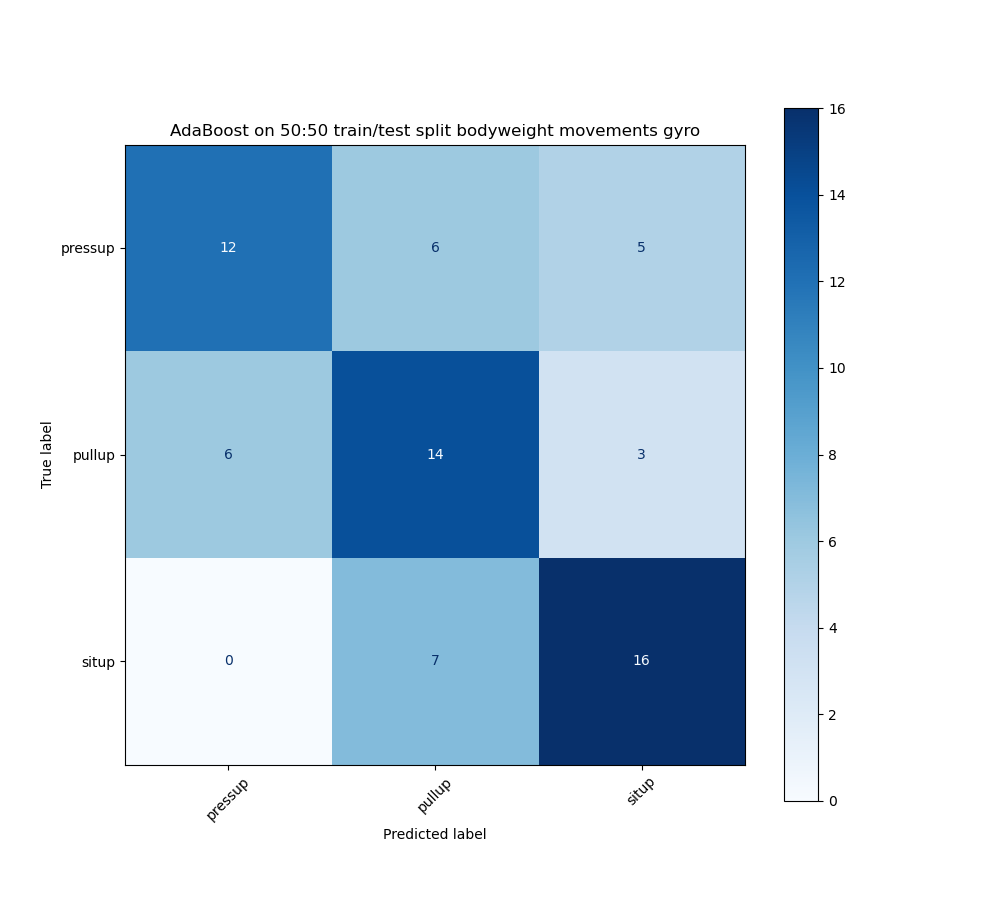 AdaBoost on 50:50 train/test split bodyweight movements gyro
True label
pressup
12
6
5
pullup
6
14
3
situp
0
7
16
pressup
pullup
situp
Predicted label
16
14
12
10
8
6
4
2
0